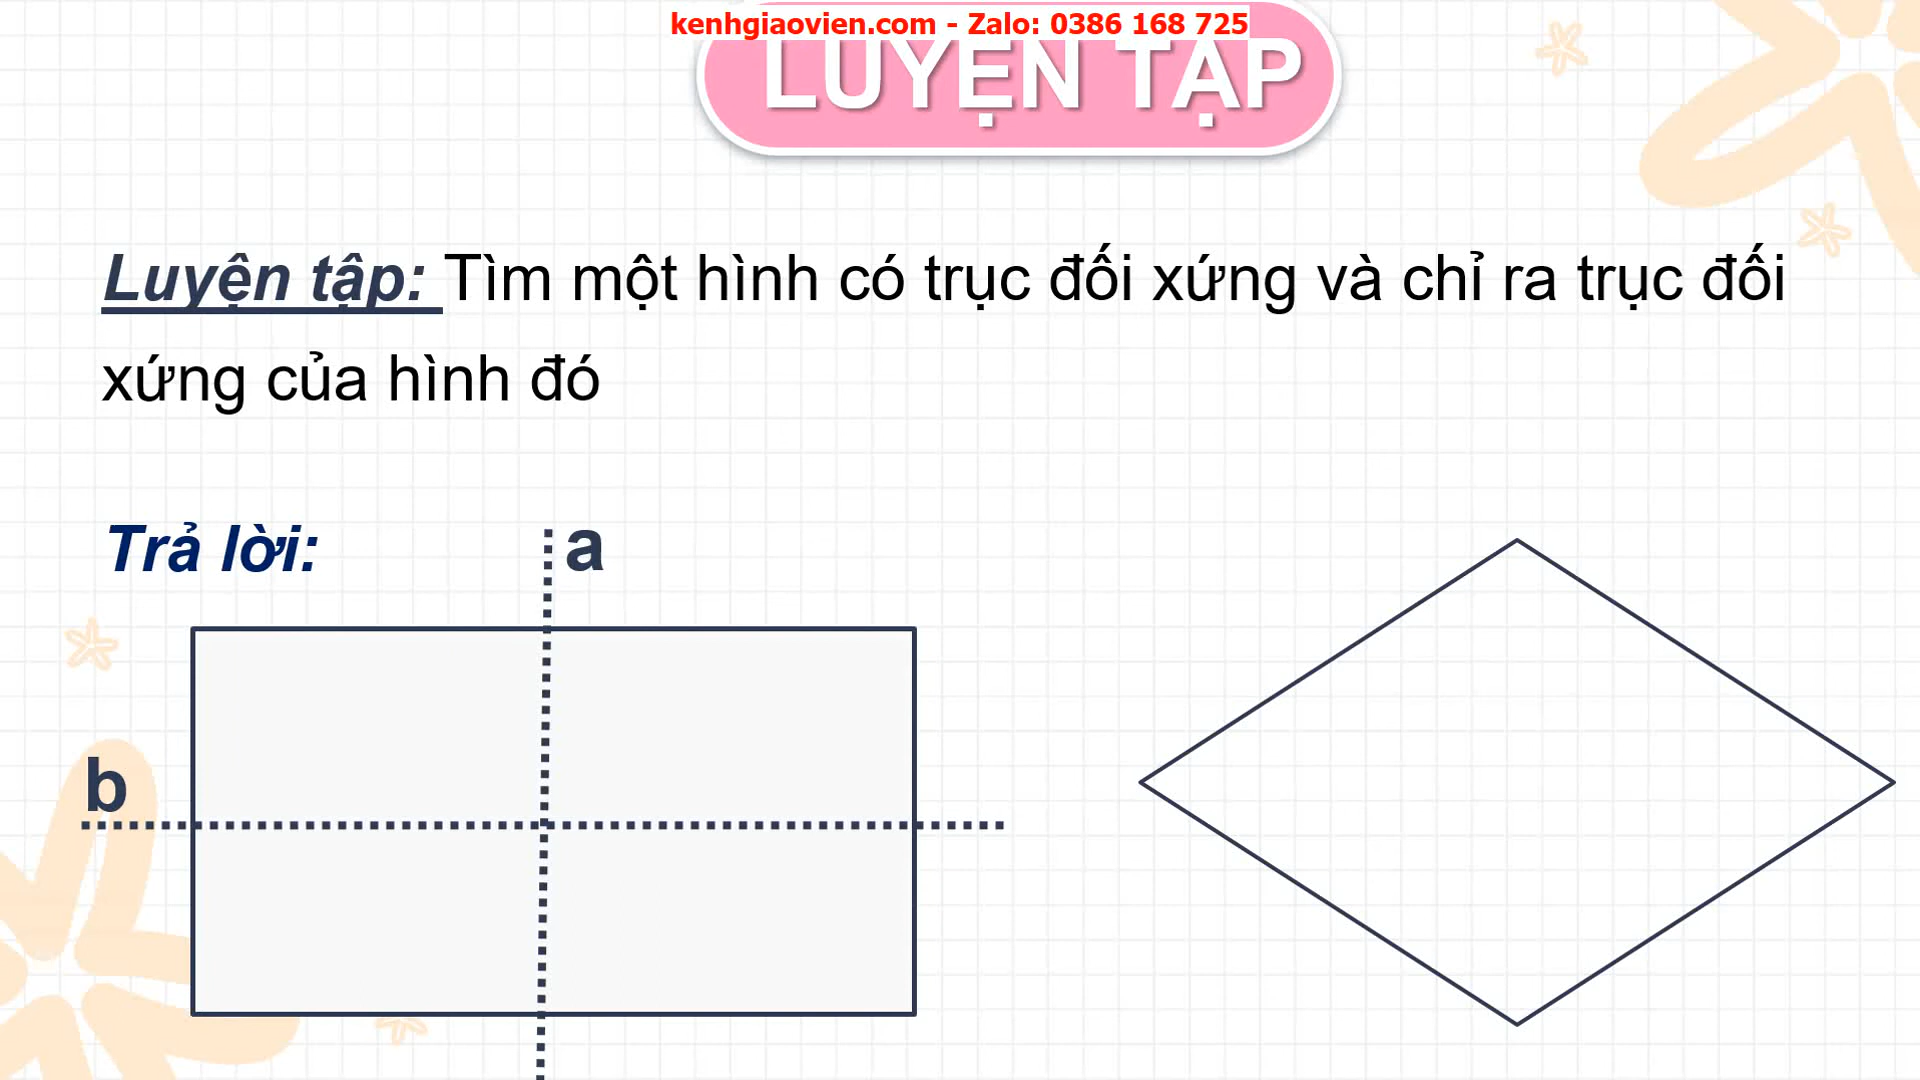 kenhgiaovien.com - Zalo: 0386 168 725
LUYỆN TẬP
Luyện tập: Tìm một hình có trục đối xứng và chỉ ra trục đối
xứng của hình đó
Trả lời:
a
b